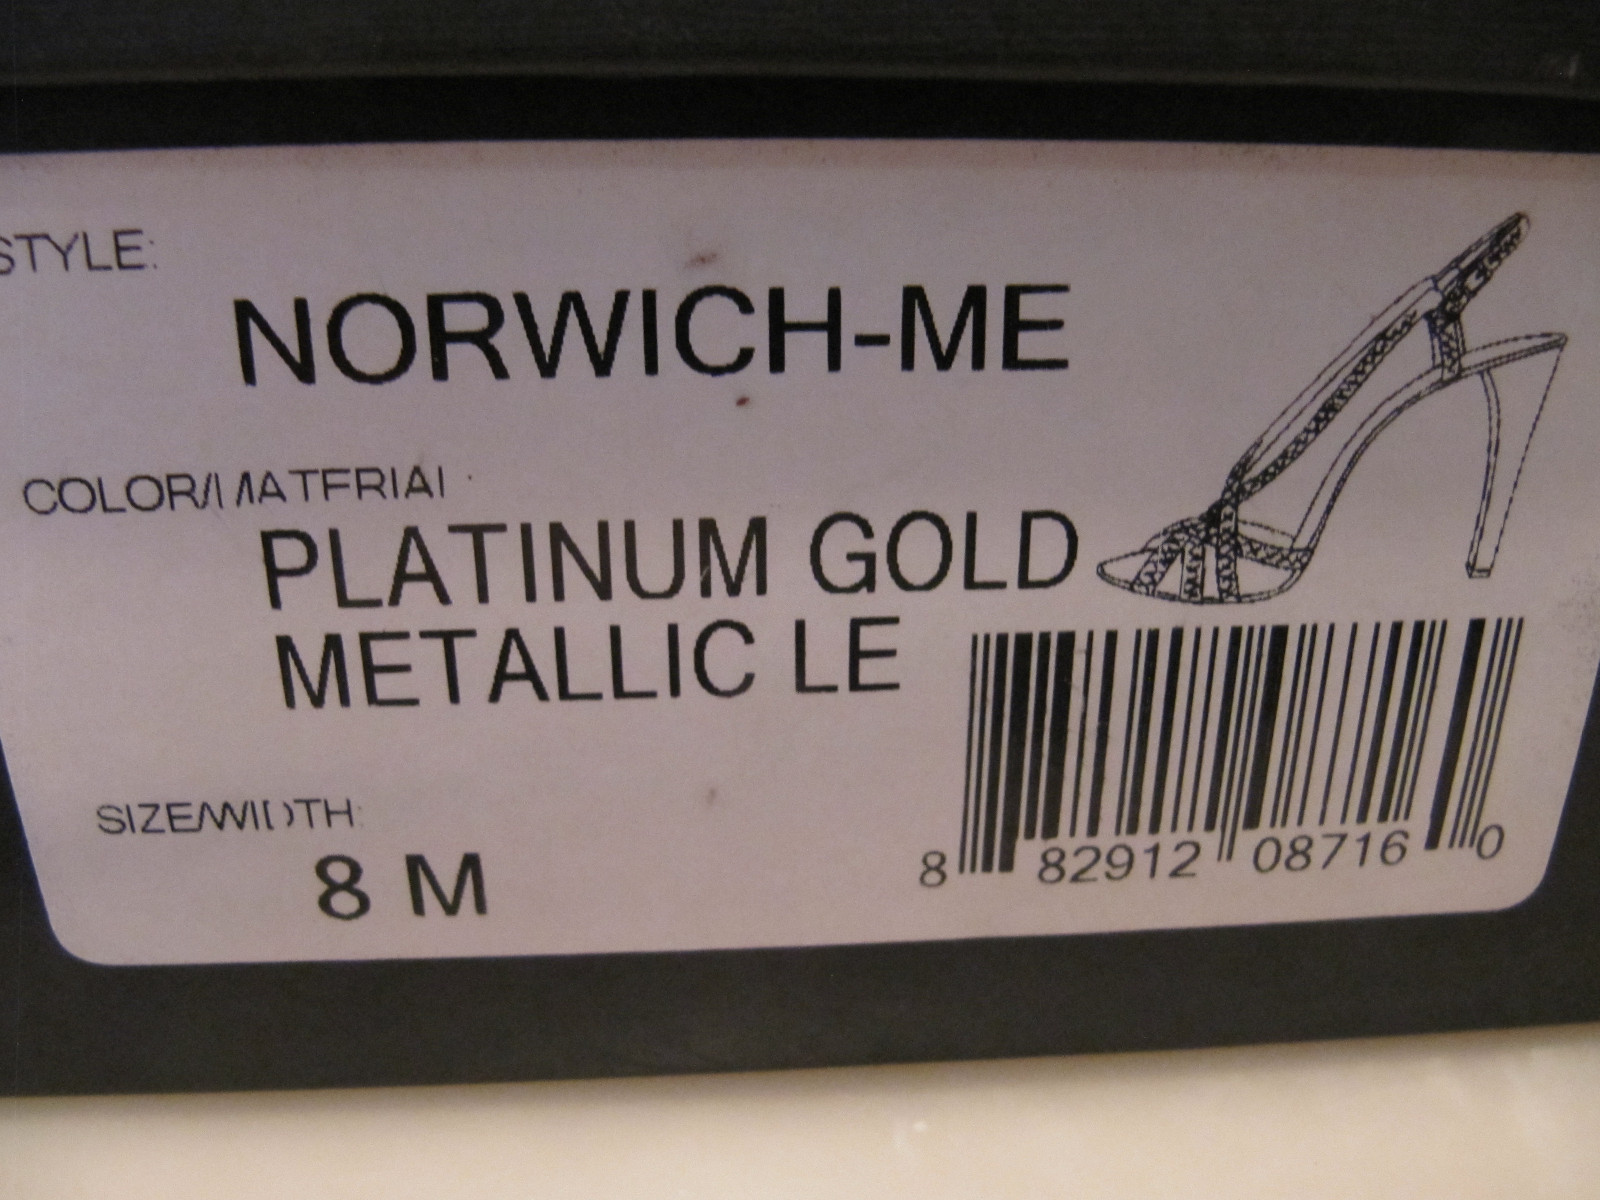 STYLE:
NORWICH-ME
COLOR/MATERIAL:
PLATINUM GOLD
METALLIC LE
SIZE/WIDTH:
8 M
8 82912 08716 0